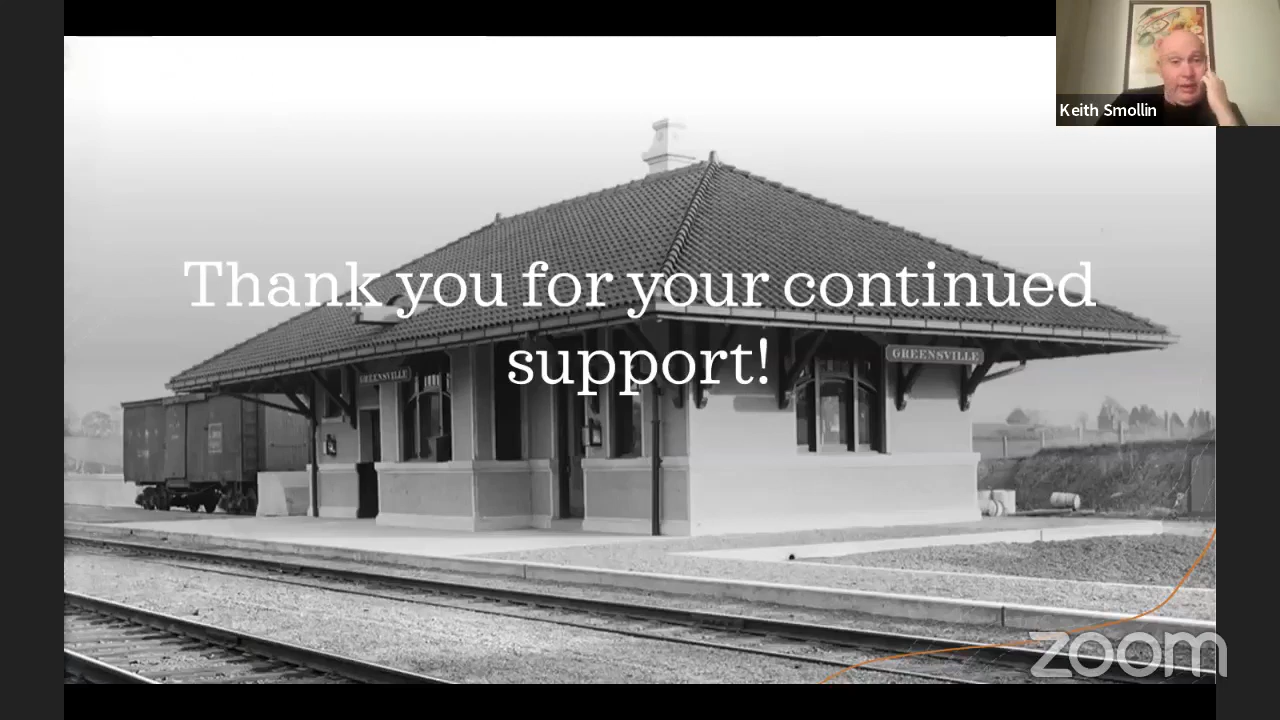 Keith Smollin
Thank you for your continued
support!
GREENSVILLE
GREENSVILLE
zoom